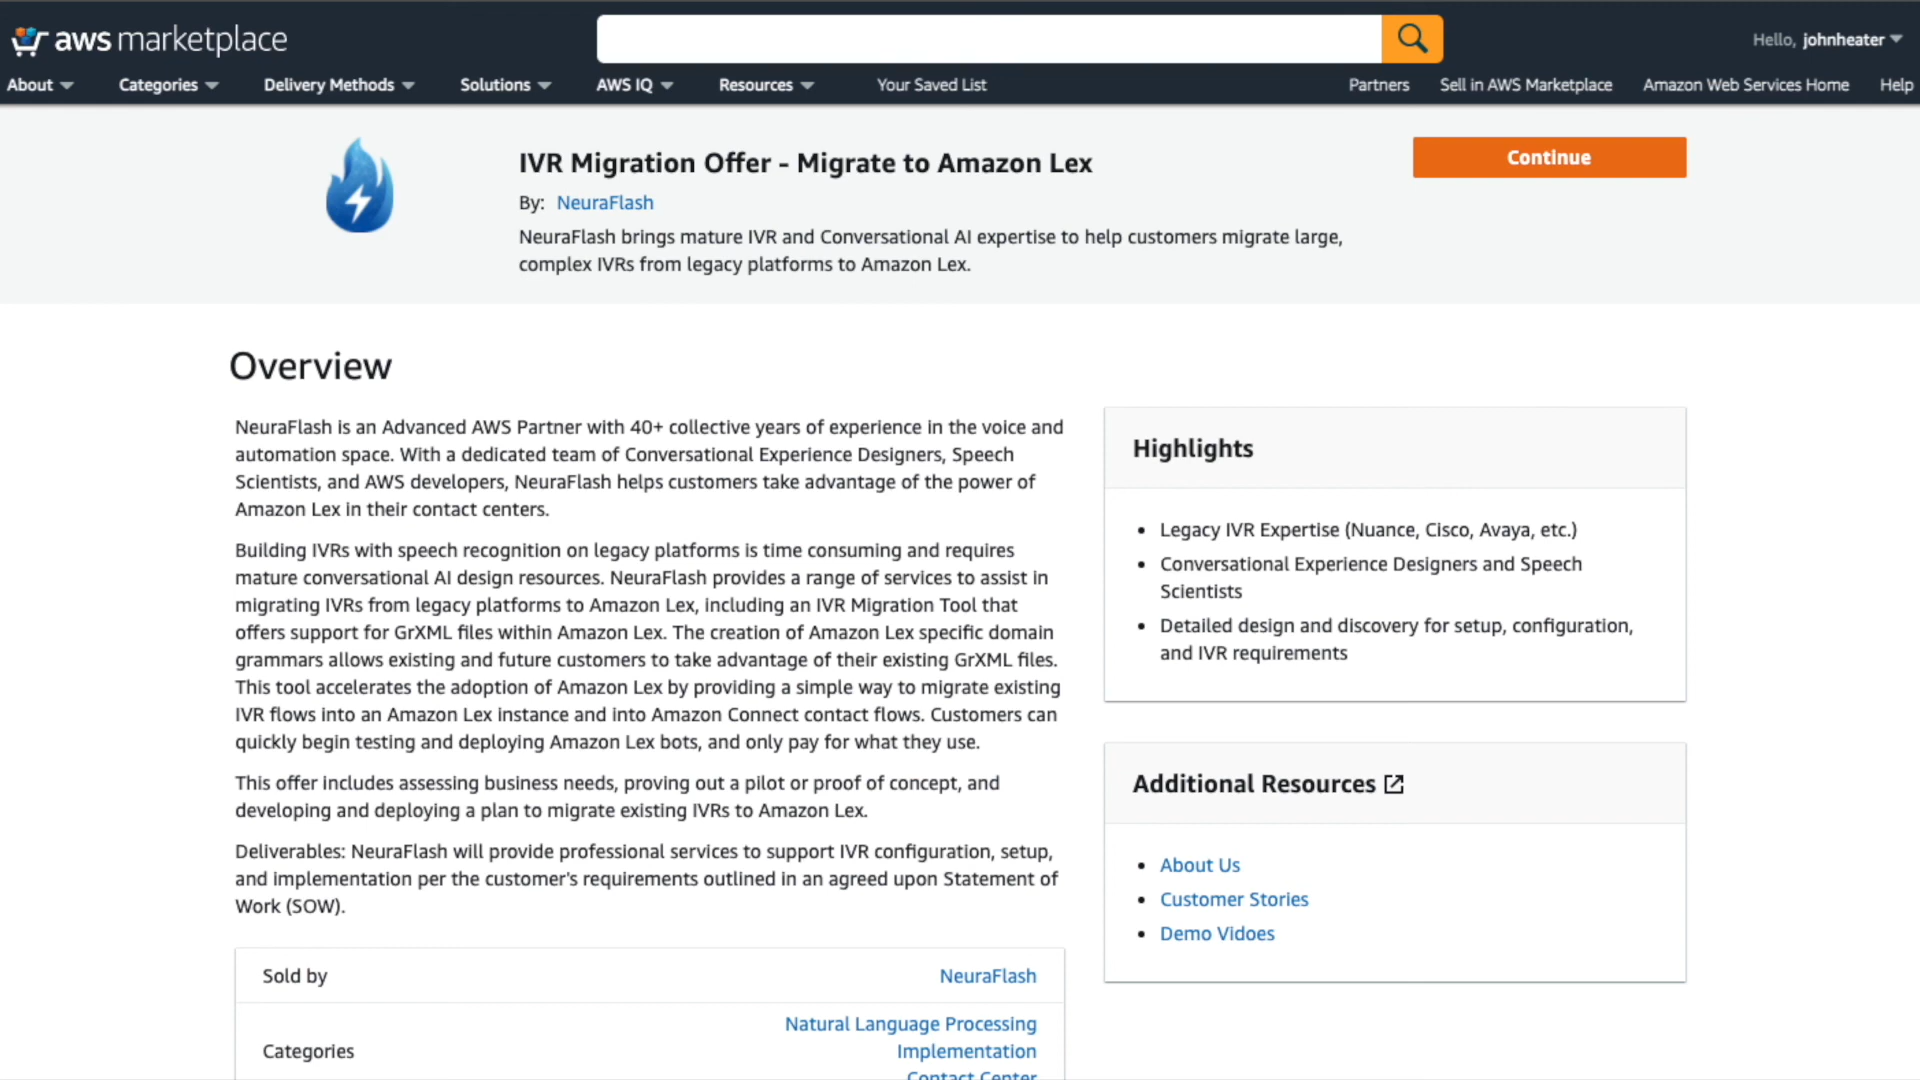 aws marketplace
Hello, johnheater
About
Categories
Delivery Methods
Solutions
AWS IQ
Resources
Your Saved List
Partners
Sell in AWS Marketplace
Amazon Web Services Home
Help
IVR Migration Offer - Migrate to Amazon Lex
Continue
By: NeuraFlash
NeuraFlash brings mature IVR and Conversational AI expertise to help customers migrate large,
complex IVRs from legacy platforms to Amazon Lex.
Overview
NeuraFlash is an Advanced AWS Partner with 40+ collective years of experience in the voice and
automation space. With a dedicated team of Conversational Experience Designers, Speech
Scientists, and AWS developers, NeuraFlash helps customers take advantage of the power of
Amazon Lex in their contact centers.
Building IVRs with speech recognition on legacy platforms is time consuming and requires
mature conversational AI design resources. NeuraFlash provides a range of services to assist in
migrating IVRs from legacy platforms to Amazon Lex, including an IVR Migration Tool that
offers support for GrXML files within Amazon Lex. The creation of Amazon Lex specific domain
grammars allows existing and future customers to take advantage of their existing GrXML files.
This tool accelerates the adoption of Amazon Lex by providing a simple way to migrate existing
IVR flows into an Amazon Lex instance and into Amazon Connect contact flows. Customers can
quickly begin testing and deploying Amazon Lex bots, and only pay for what they use.
This offer includes assessing business needs, proving out a pilot or proof of concept, and
developing and deploying a plan to migrate existing IVRs to Amazon Lex.
Deliverables: NeuraFlash will provide professional services to support IVR configuration, setup,
and implementation per the customer's requirements outlined in an agreed upon Statement of
Work (SOW).
Sold by
NeuraFlash
Categories
Natural Language Processing
Implementation
Contact Center
Highlights
Legacy IVR Expertise (Nuance, Cisco, Avaya, etc.)
Conversational Experience Designers and Speech
Scientists
Detailed design and discovery for setup, configuration,
and IVR requirements
Additional Resources
About Us
Customer Stories
Demo Vidoes